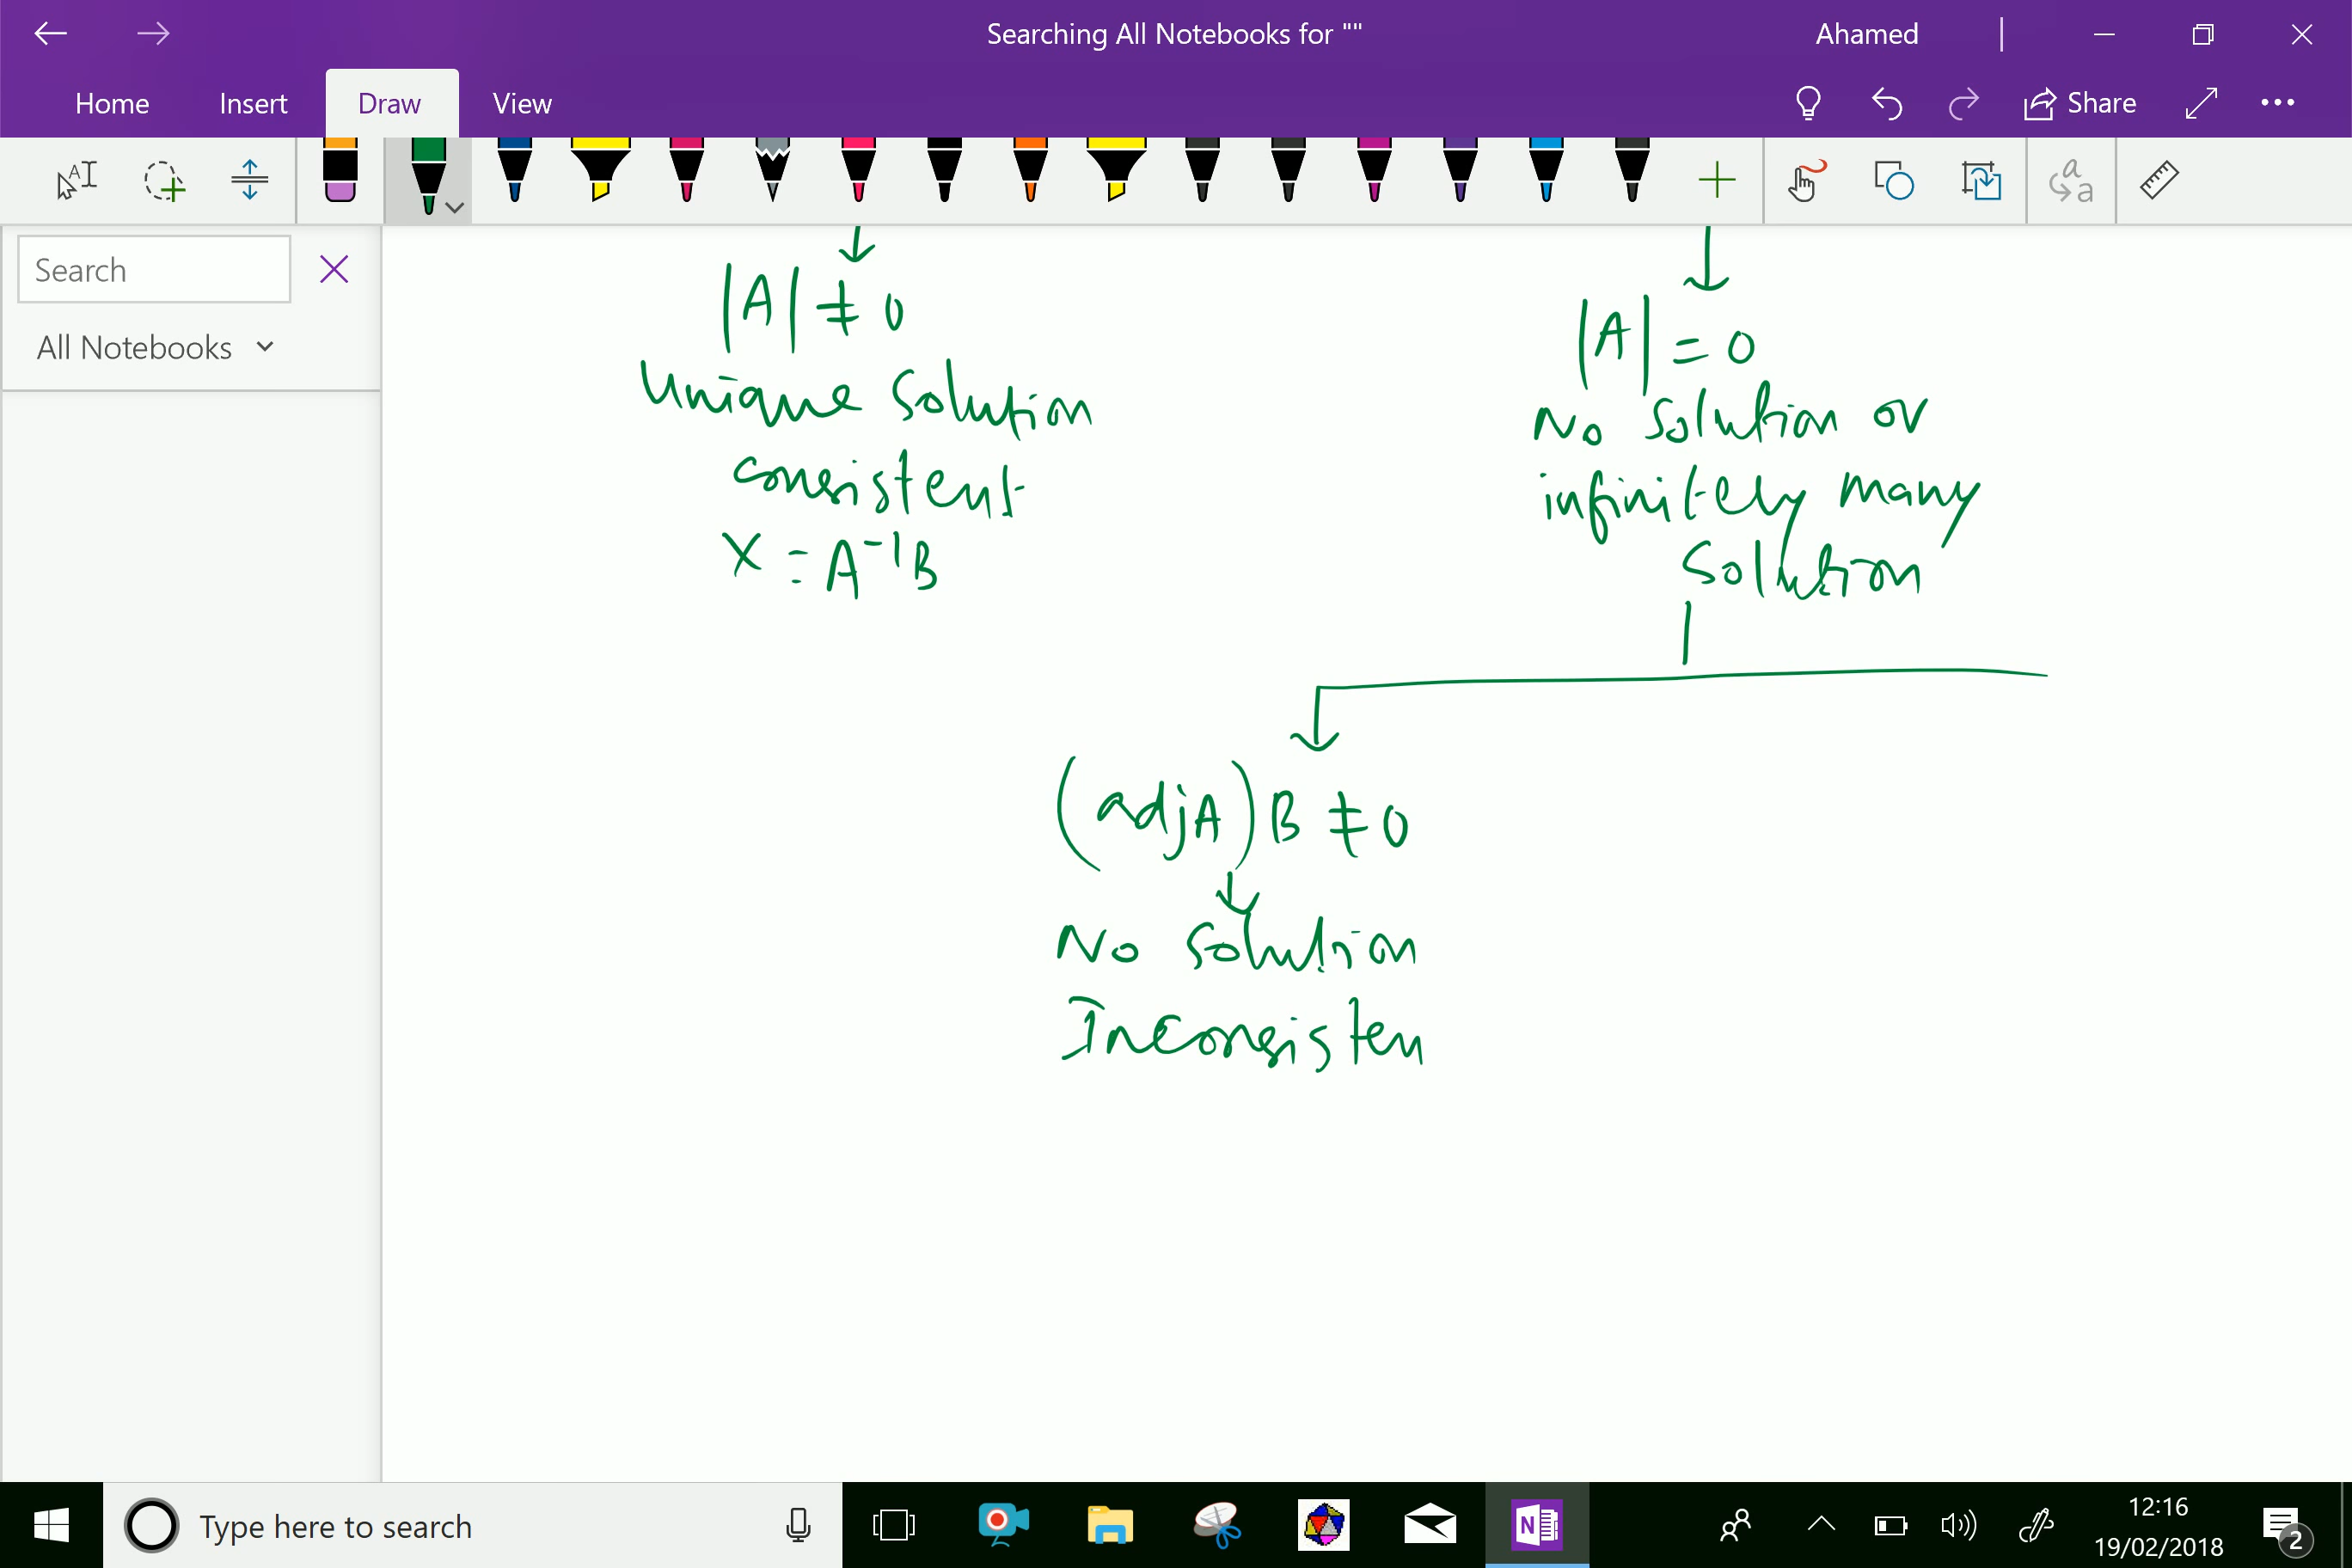 Searching All Notebooks for ""
Ahamed
Home Insert Draw View
Share
Search
All Notebooks
|A| ≠ 0
Unique Solution
consistent
X = A⁻¹B
|A| = 0
No Solution or
infinitely many
Solution
(adjA)B ≠ 0
No Solution
Inconsisten
Type here to search
12:16
19/02/2018
2